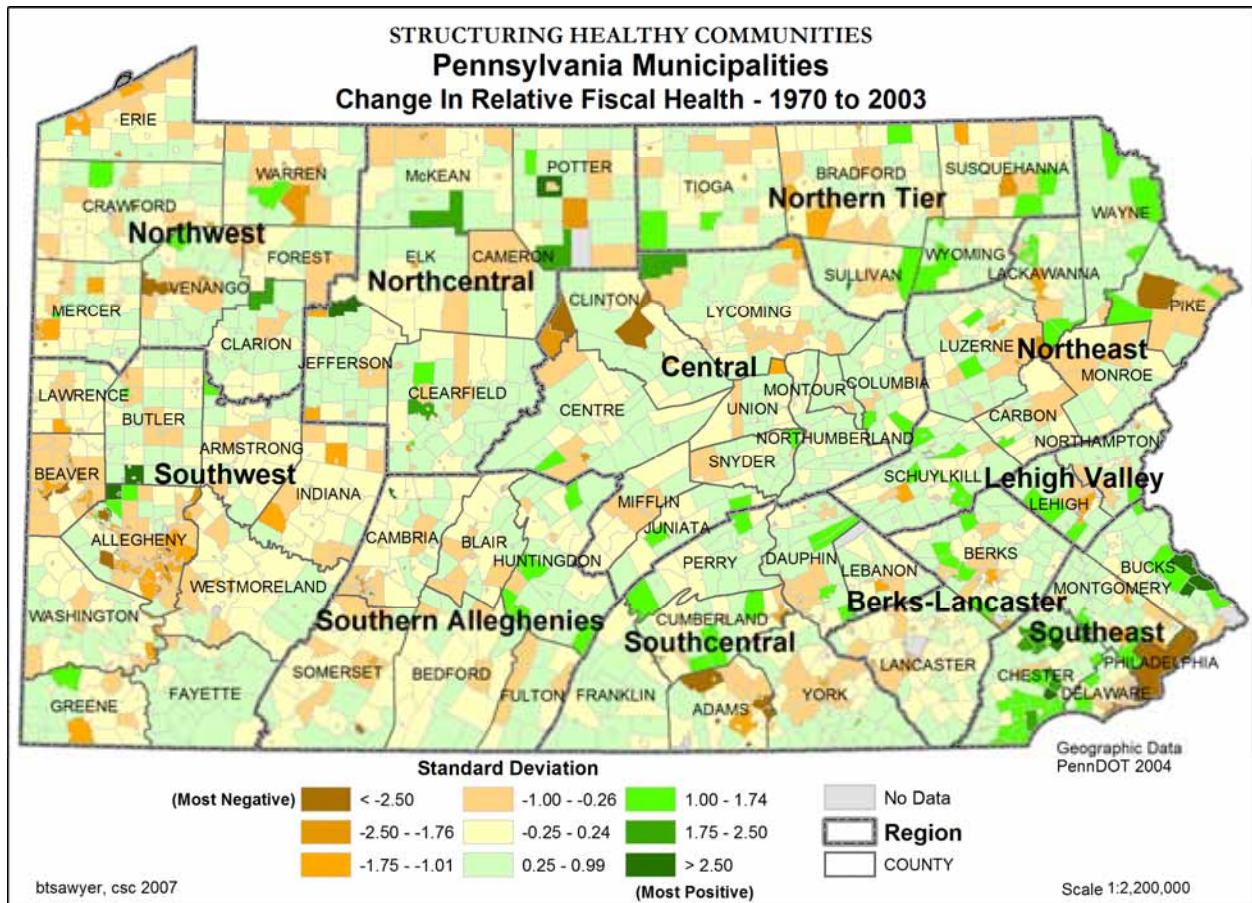 STRUCTURING HEALTHY COMMUNITIES
Pennsylvania Municipalities
Change In Relative Fiscal Health - 1970 to 2003
ERIE
WARREN
McKEAN
POTTER
TIOGA
BRADFORD
SUSQUEHANNA
WAYNE
CRAWFORD
Northwest
Northern Tier
FOREST
ELK
CAMERON
Northcentral
SULLIVAN
WYOMING
LACKAWANNA
MERCER
VENANGO
CLINTON
LYCOMING
PIKE
CLARION
JEFFERSON
LUZERNE
Northeast
LAWRENCE
BUTLER
CLEARFIELD
Central
CENTRE
MONTOUR
COLUMBIA
UNION
MONROE
CARBON
ARMSTRONG
NORTHUMBERLAND
NORTHAMPTON
BEAVER
Southwest
INDIANA
SNYDER
SCHUYLKILL
Lehigh Valley
LEHIGH
ALLEGHENY
CAMBRIA
BLAIR
HUNTINGDON
MIFFLIN
JUNIATA
PERRY
DAUPHIN
LEBANON
BERKS
BUCKS
MONTGOMERY
WESTMORELAND
WASHINGTON
Southern Alleghenies
CUMBERLAND
Southcentral
Berks-Lancaster
Southeast
GREENE
FAYETTE
SOMERSET
BEDFORD
FULTON
FRANKLIN
ADAMS
YORK
LANCASTER
CHESTER
PHILADELPHIA
DELAWARE
Geographic Data
PennDOT 2004
Standard Deviation
(Most Negative) < -2.50
-2.50 - -1.76
-1.75 - -1.01
-1.00 - -0.26
-0.25 - 0.24
0.25 - 0.99
1.00 - 1.74
1.75 - 2.50
> 2.50
(Most Positive)
No Data
Region
COUNTY
btsawyer, csc 2007
Scale 1:2,200,000